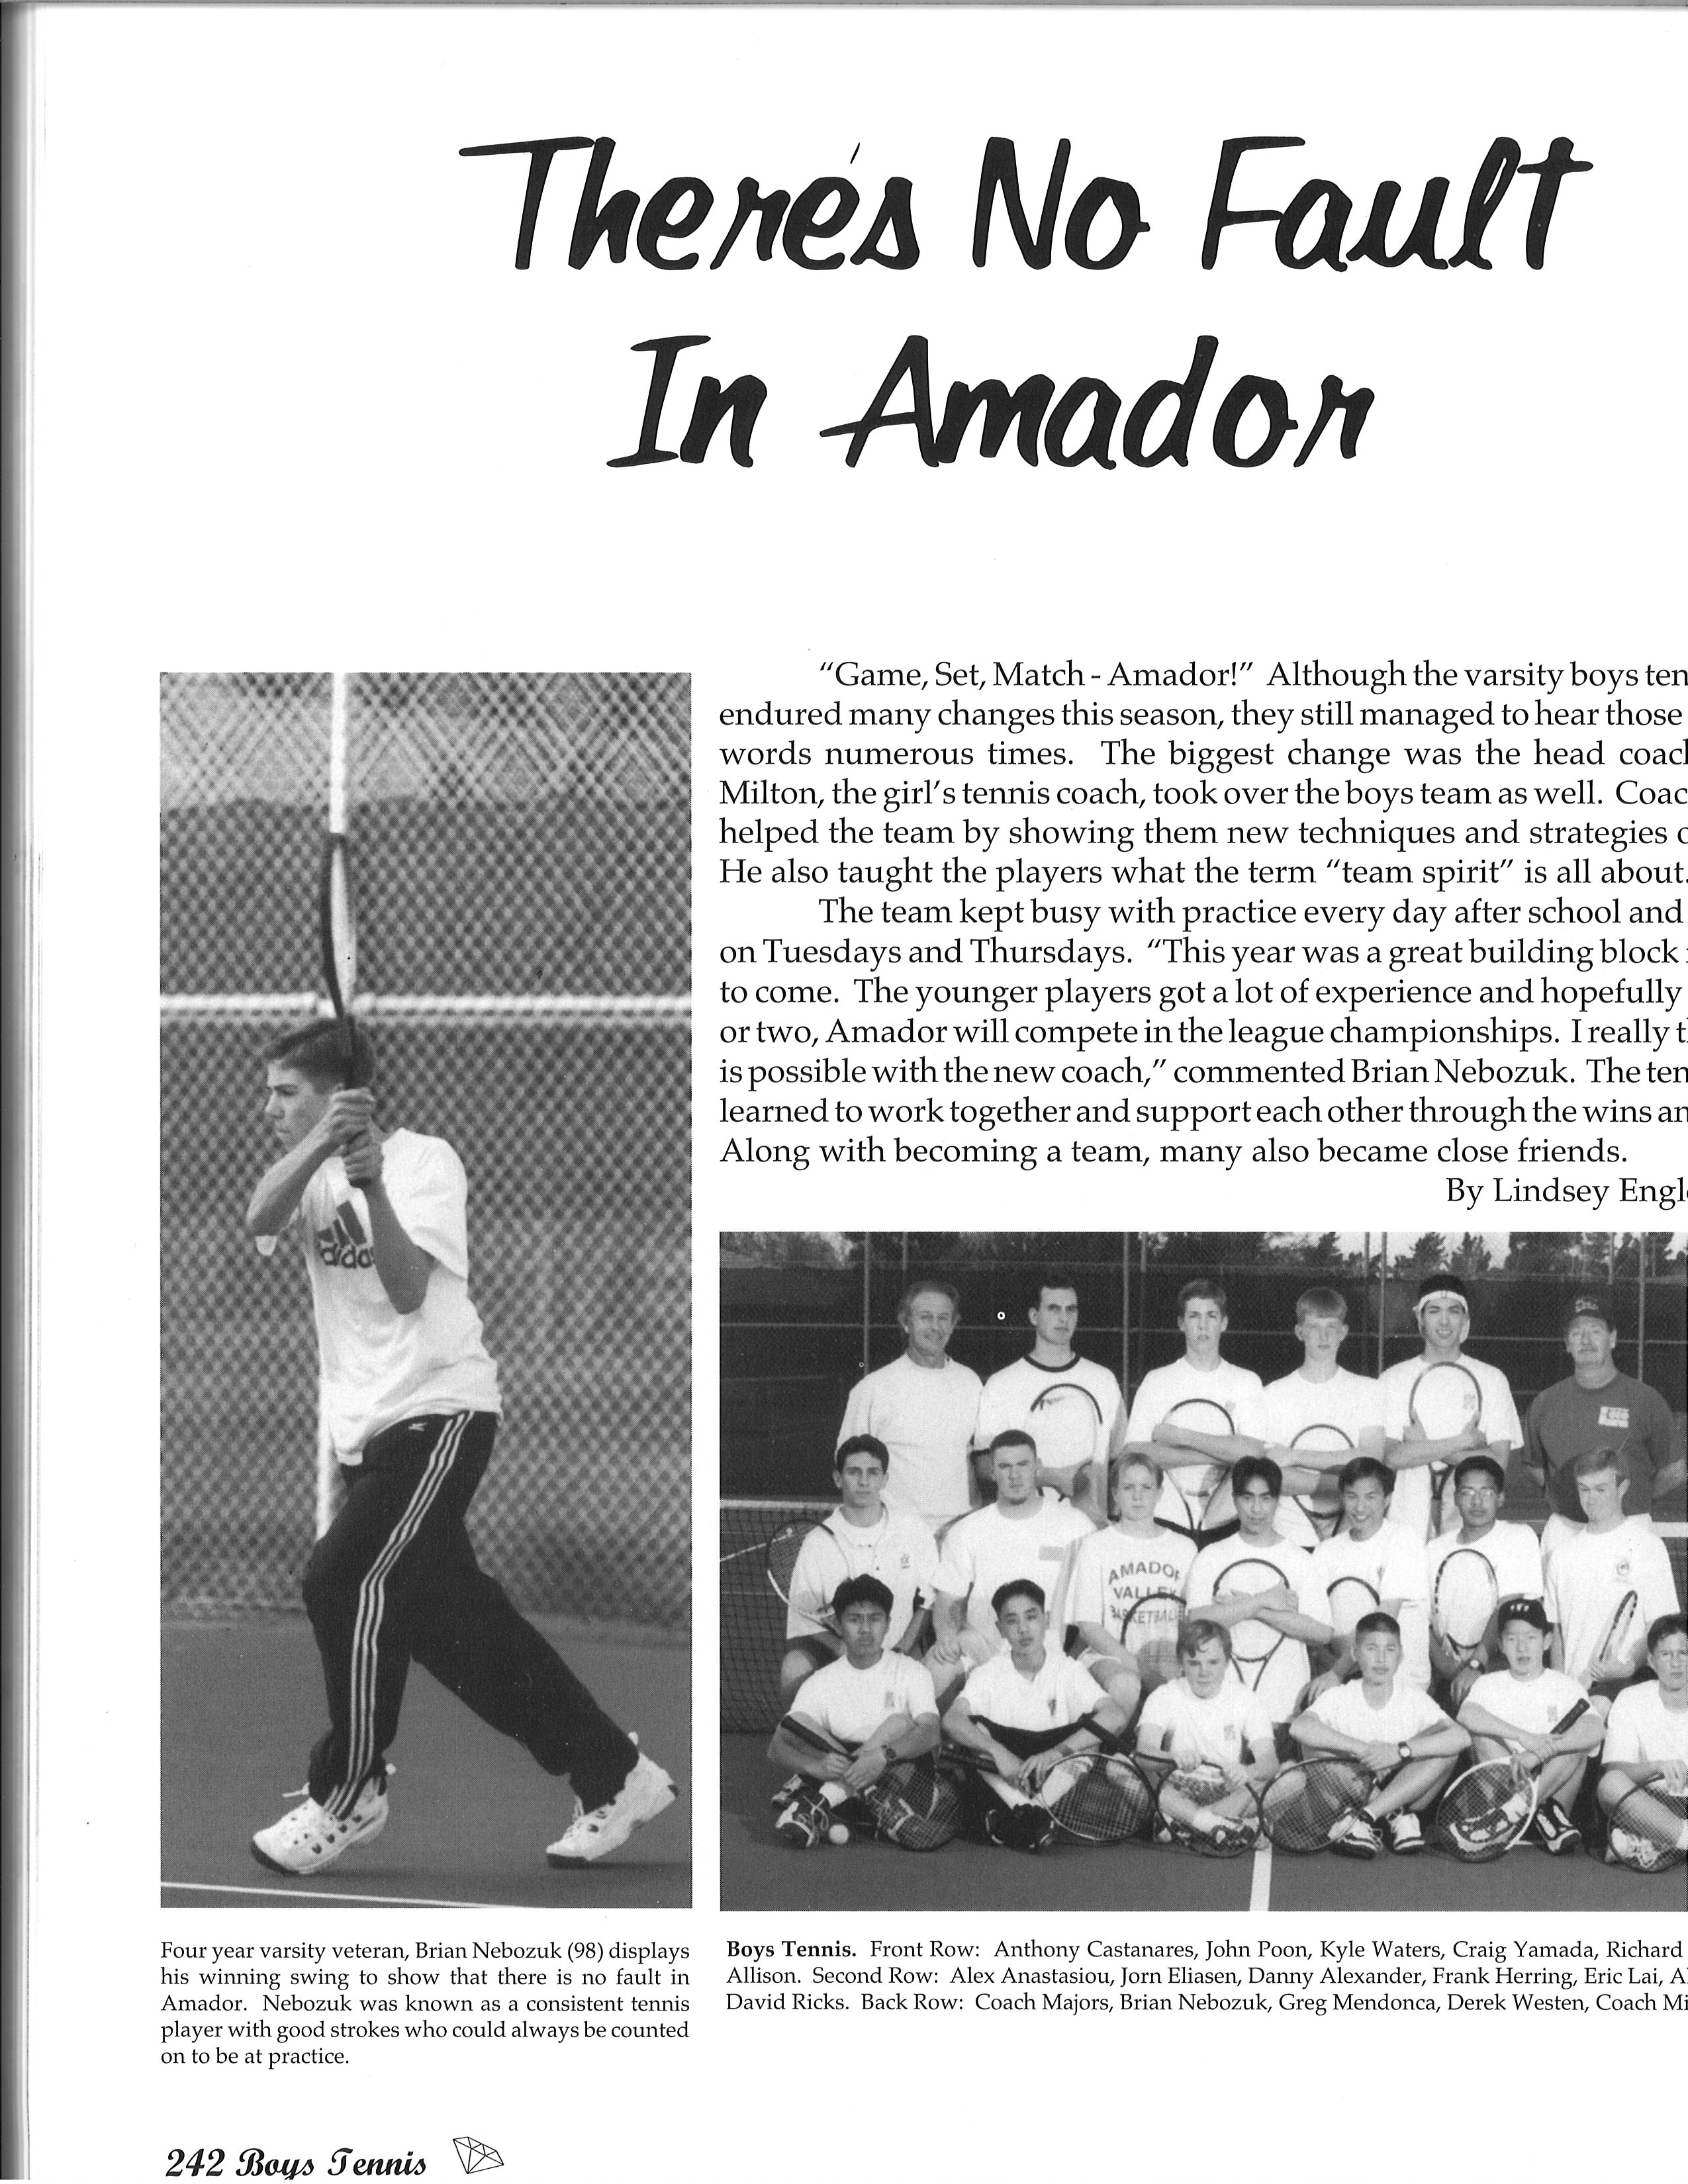 There's No Fault
In Amador
"Game, Set, Match - Amador!" Although the varsity boys ten
endured many changes this season, they still managed to hear those
words numerous times. The biggest change was the head coac
Milton, the girl's tennis coach, took over the boys team as well. Coac
helped the team by showing them new techniques and strategies
He also taught the players what the term "team spirit" is all about.
The team kept busy with practice every day after school and
on Tuesdays and Thursdays. "This year was a great building block
to come. The younger players got a lot of experience and hopefully
or two, Amador will compete in the league championships. I really t
is possible with the new coach," commented Brian Nebozuk. The ten
learned to work together and support each other through the wins an
Along with becoming a team, many also became close friends.
By Lindsey Engl
adidas
AMADOR
VALLEY
BASKETBALL
Four year varsity veteran, Brian Nebozuk (98) displays
his winning swing to show that there is no fault in
Amador. Nebozuk was known as a consistent tennis
player with good strokes who could always be counted
on to be at practice.
Boys Tennis. Front Row: Anthony Castanares, John Poon, Kyle Waters, Craig Yamada, Richard
Allison. Second Row: Alex Anastasiou, Jorn Eliasen, Danny Alexander, Frank Herring, Eric Lai, A
David Ricks. Back Row: Coach Majors, Brian Nebozuk, Greg Mendonca, Derek Westen, Coach Mi
242 Boys Tennis